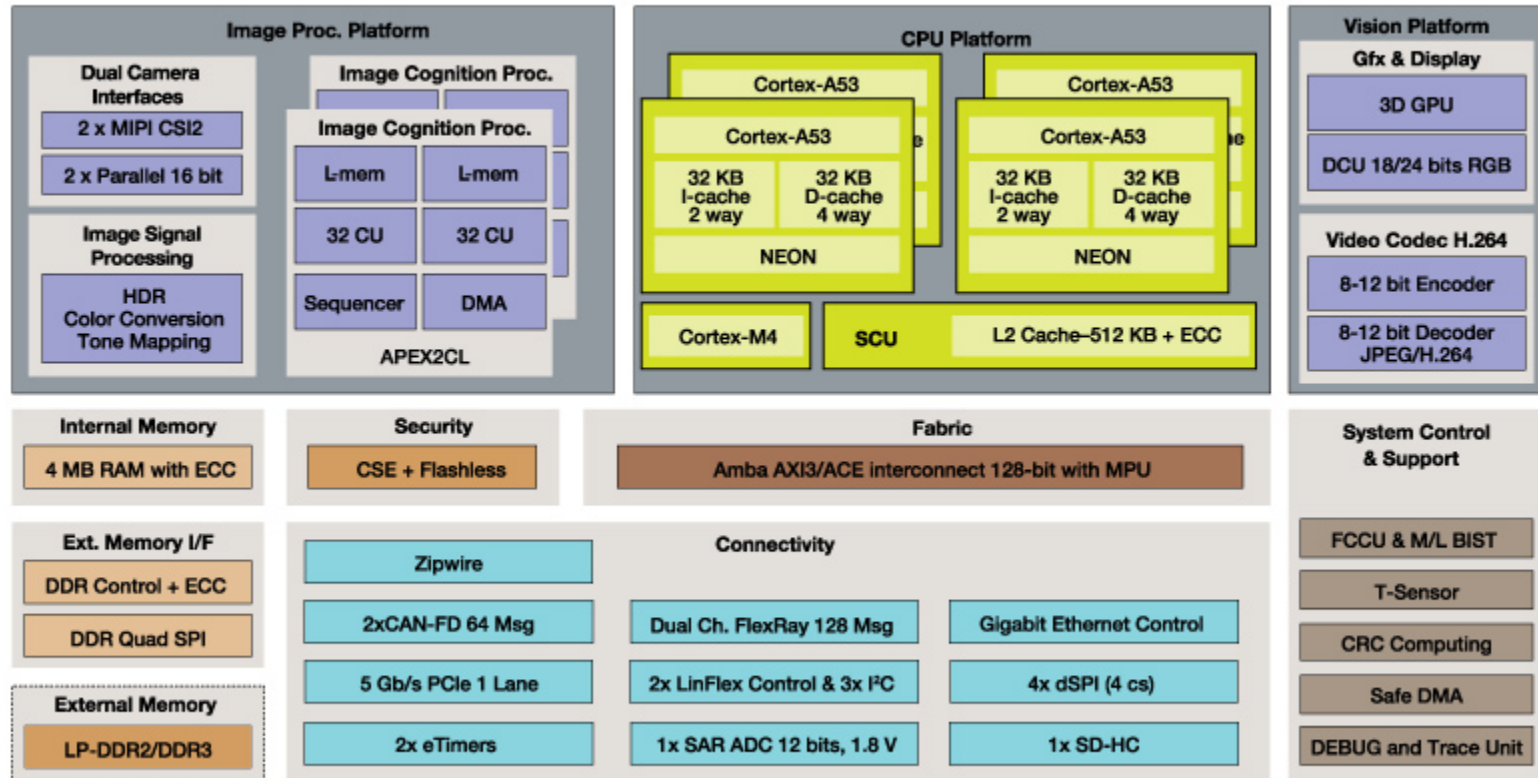 Image Proc. Platform
Dual Camera
Interfaces
2 x MIPI CSI2
2 x Parallel 16 bit
Image Signal
Processing
HDR
Color Conversion
Tone Mapping
Image Cognition Proc.
Image Cognition Proc.
L-mem
L-mem
32 CU
32 CU
Sequencer
DMA
APEX2CL
CPU Platform
Cortex-A53
e
Cortex-A53
32 KB
I-cache
2 way
32 KB
D-cache
4 way
NEON
Cortex-A53
he
Cortex-A53
32 KB
I-cache
2 way
32 KB
D-cache
4 way
NEON
Cortex-M4
SCU
L2 Cache–512 KB + ECC
Vision Platform
Gfx & Display
3D GPU
DCU 18/24 bits RGB
Video Codec H.264
8-12 bit Encoder
8-12 bit Decoder
JPEG/H.264
Internal Memory
4 MB RAM with ECC
Security
CSE + Flashless
Fabric
Amba AXI3/ACE interconnect 128-bit with MPU
System Control
& Support
FCCU & M/L BIST
T-Sensor
CRC Computing
Safe DMA
DEBUG and Trace Unit
Ext. Memory I/F
DDR Control + ECC
DDR Quad SPI
External Memory
LP-DDR2/DDR3
Connectivity
Zipwire
2xCAN-FD 64 Msg
Dual Ch. FlexRay 128 Msg
Gigabit Ethernet Control
5 Gb/s PCIe 1 Lane
2x LinFlex Control & 3x I²C
4x dSPI (4 cs)
2x eTimers
1x SAR ADC 12 bits, 1.8 V
1x SD-HC